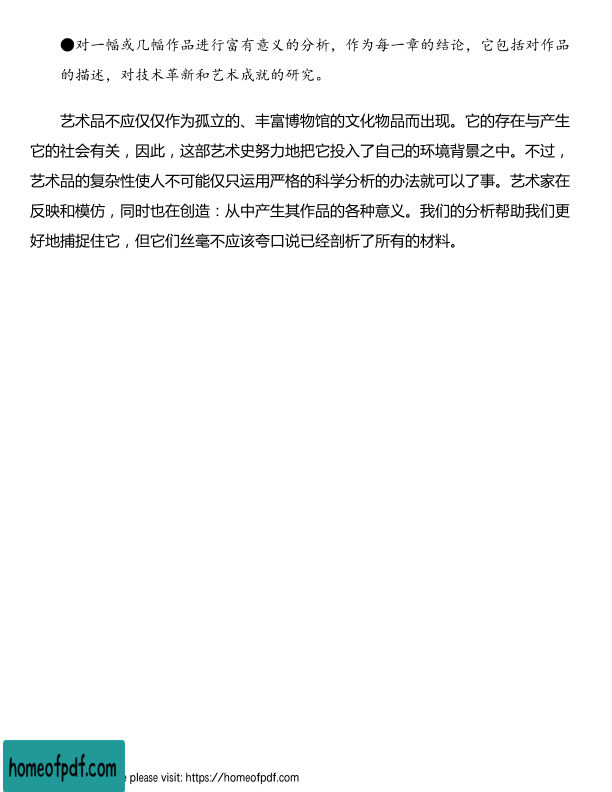 ●对一幅或几幅作品进行富有意义的分析，作为每一章的结论，它包括对作品
的描述，对技术革新和艺术成就的研究。
艺术品不应仅仅作为孤立的、丰富博物馆的文化物品而出现。它的存在与产生
它的社会有关，因此，这部艺术史努力地把它投入了自己的环境背景之中。不过，
艺术品的复杂性使人不可能仅只运用严格的科学分析的办法就可以了事。艺术家在
反映和模仿，同时也在创造：从中产生其作品的各种意义。我们的分析帮助我们更
好地捕捉住它，但它们丝毫不应该夸口说已经剖析了所有的材料。
homeofpdf.com
e please visit: https://homeofpdf.com